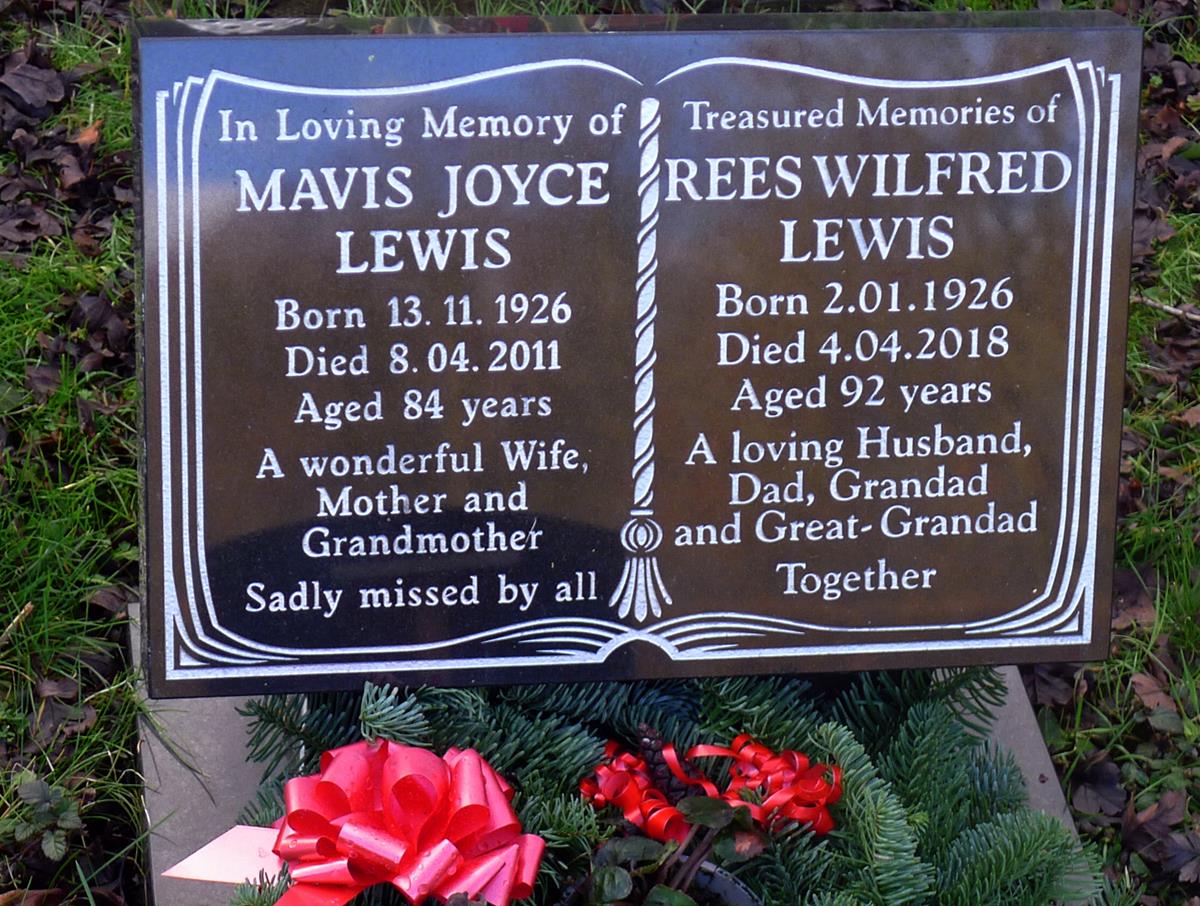 In Loving Memory of
MAVIS JOYCE
LEWIS
Born 13. 11. 1926
Died 8. 04. 2011
Aged 84 years
A wonderful Wife,
Mother and
Grandmother
Sadly missed by all
Treasured Memories of
REES WILFRED
LEWIS
Born 2.01.1926
Died 4.04.2018
Aged 92 years
A loving Husband,
Dad, Grandad
and Great-Grandad
Together